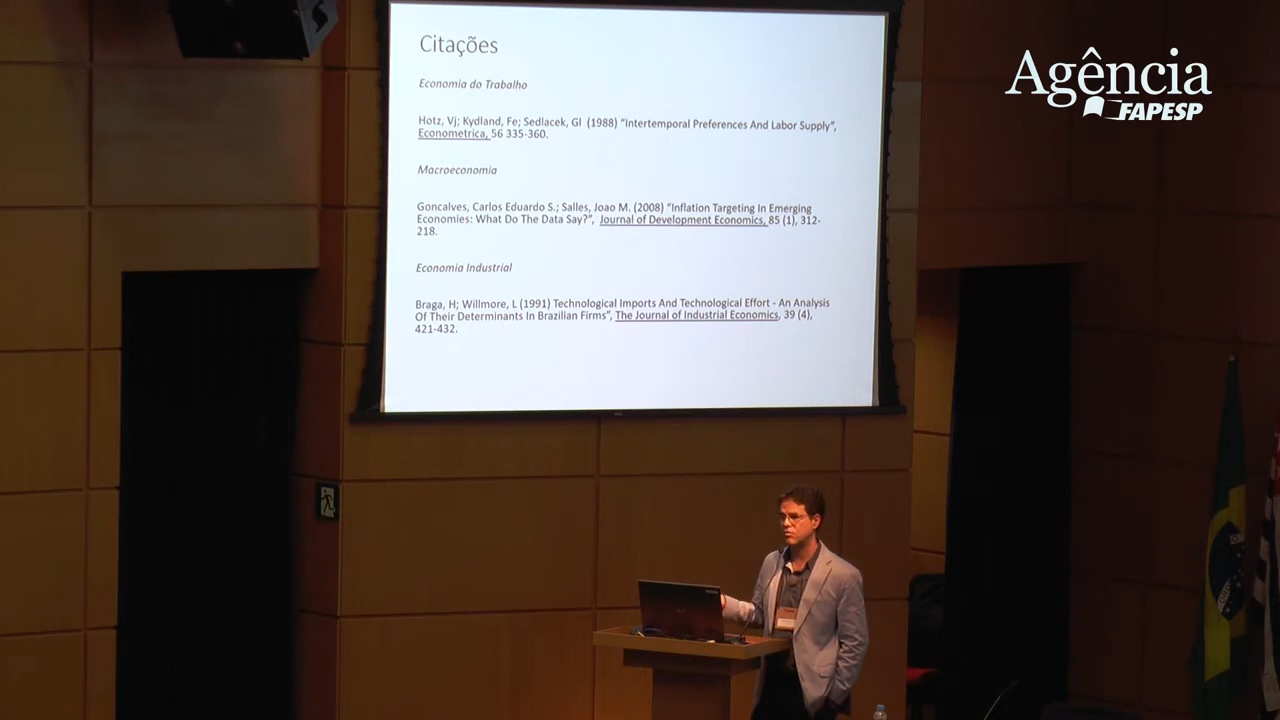 Citações
Economia do Trabalho
Hotz, Vj; Kydland, Fe; Sedlacek, Gl (1988) “Intertemporal Preferences And Labor Supply”,
Econometrica, 56 335-360.
Macroeconomia
Goncalves, Carlos Eduardo S.; Salles, Joao M. (2008) “Inflation Targeting In Emerging
Economies: What Do The Data Say?”, Journal of Development Economics, 85 (1), 312-
218.
Economia Industrial
Braga, H; Willmore, L (1991) Technological Imports And Technological Effort - An Analysis
Of Their Determinants In Brazilian Firms”, The Journal of Industrial Economics, 39 (4),
421-432.
Agência
FAPESP